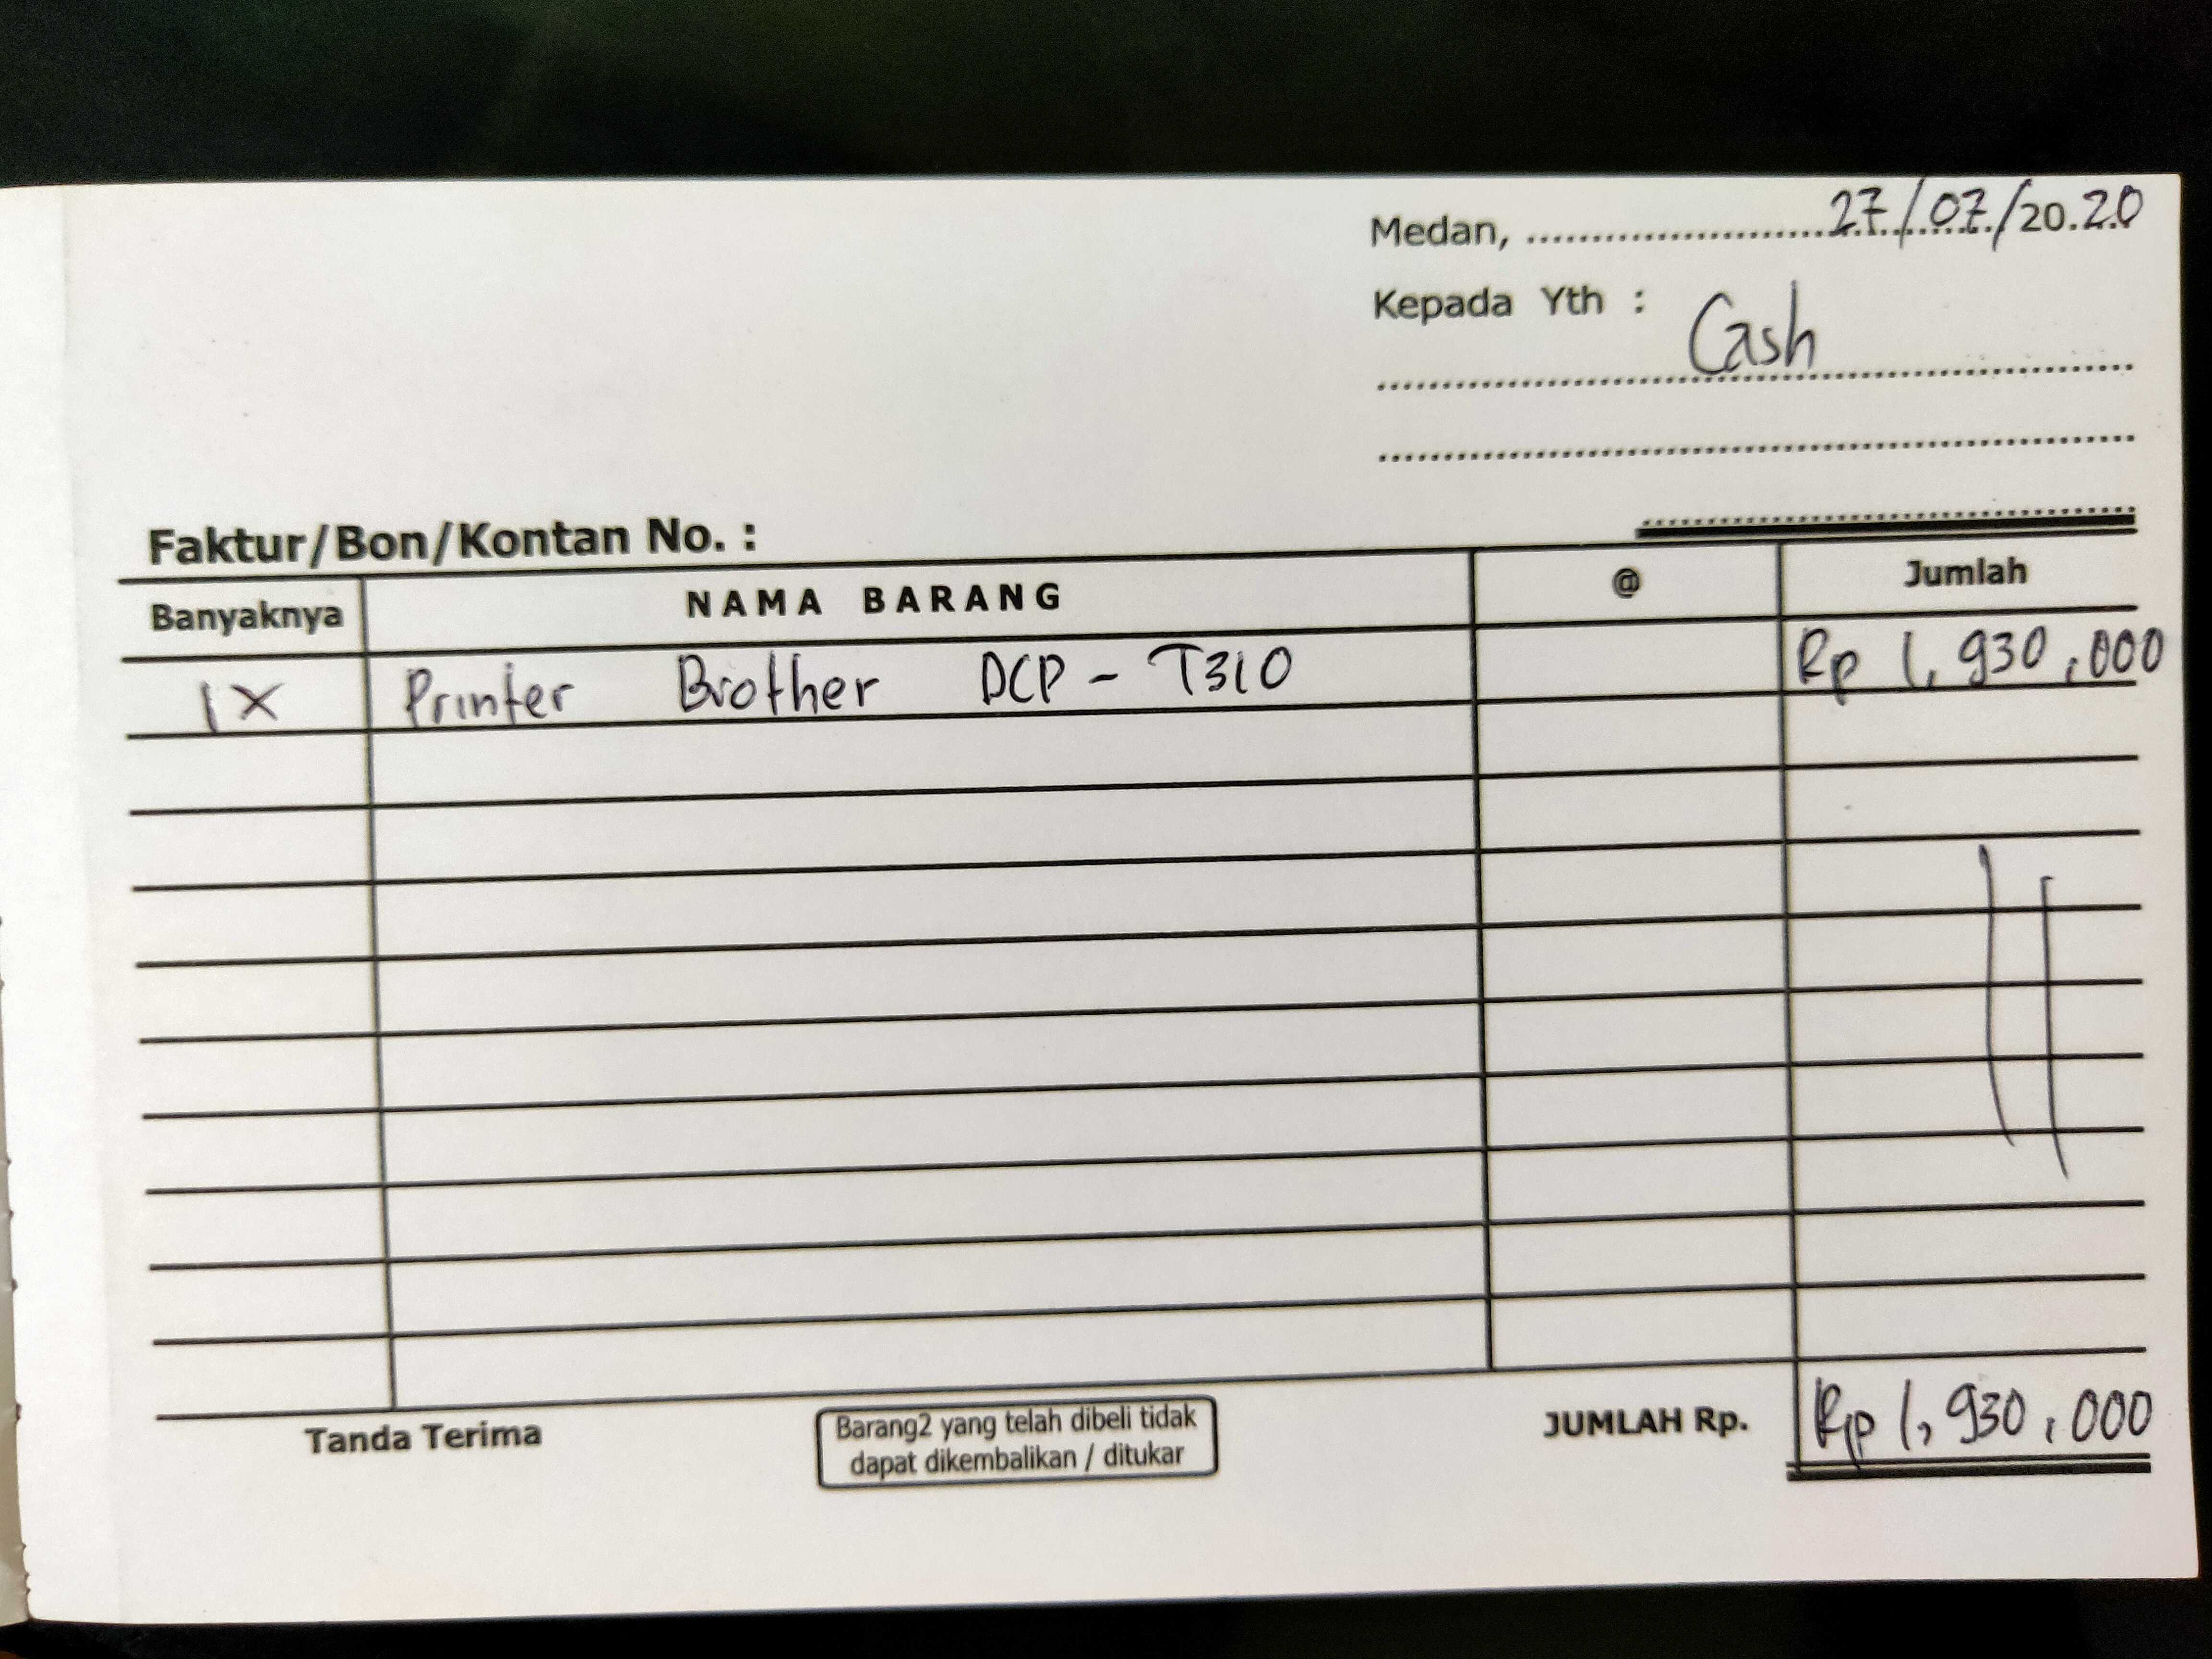 Medan, ........................27/07/20.20
Kepada Yth : Cash
Faktur/Bon/Kontan No. :
Banyaknya NAMA BARANG @ Jumlah
1X Printer Brother DCP - T310 Rp 1,930,000
Tanda Terima
Barang2 yang telah dibeli tidak
dapat dikembalikan / ditukar
JUMLAH Rp. Rp 1,930,000